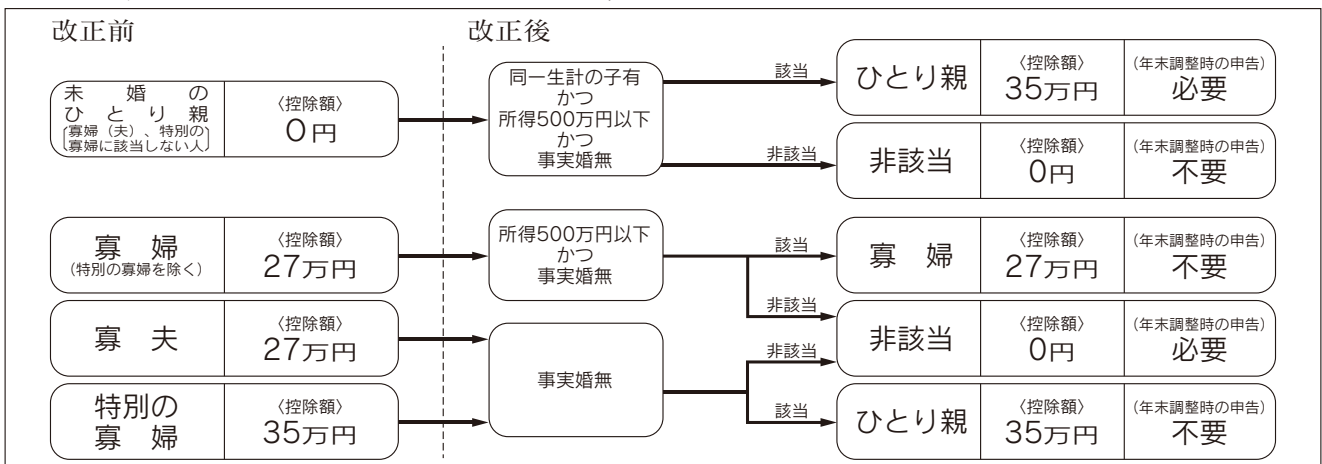 改正前
改正後
未婚の
ひとり親
〔寡婦（夫）、特別の
寡婦に該当しない人〕
〈控除額〉
0円
同一生計の子有
かつ
所得500万円以下
かつ
事実婚無
該当
ひとり親
〈控除額〉
35万円
(年末調整時の申告)
必要
非該当
非該当
〈控除額〉
0円
(年末調整時の申告)
不要
寡婦
(特別の寡婦を除く)
〈控除額〉
27万円
所得500万円以下
かつ
事実婚無
該当
寡婦
〈控除額〉
27万円
(年末調整時の申告)
不要
非該当
寡夫
〈控除額〉
27万円
事実婚無
非該当
非該当
〈控除額〉
0円
(年末調整時の申告)
必要
特別の
寡婦
〈控除額〉
35万円
該当
ひとり親
〈控除額〉
35万円
(年末調整時の申告)
不要